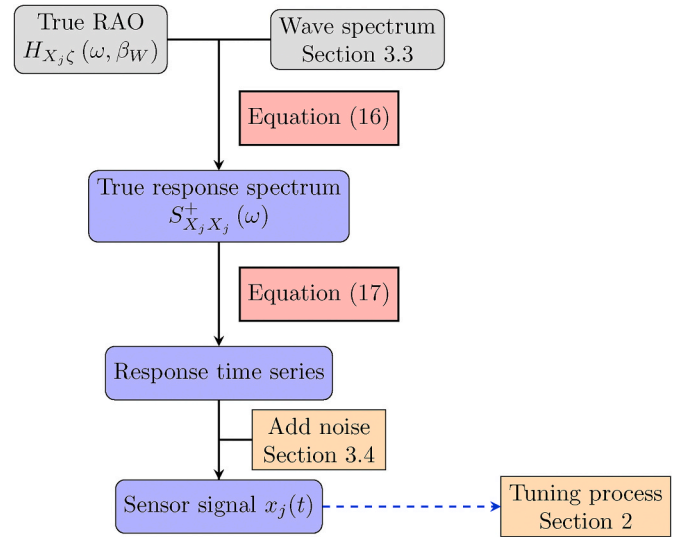 True RAO
H_{X_jζ} (ω, β_W)
Wave spectrum
Section 3.3
Equation (16)
True response spectrum
S^+_{X_jX_j} (ω)
Equation (17)
Response time series
Add noise
Section 3.4
Sensor signal x_j(t)
Tuning process
Section 2